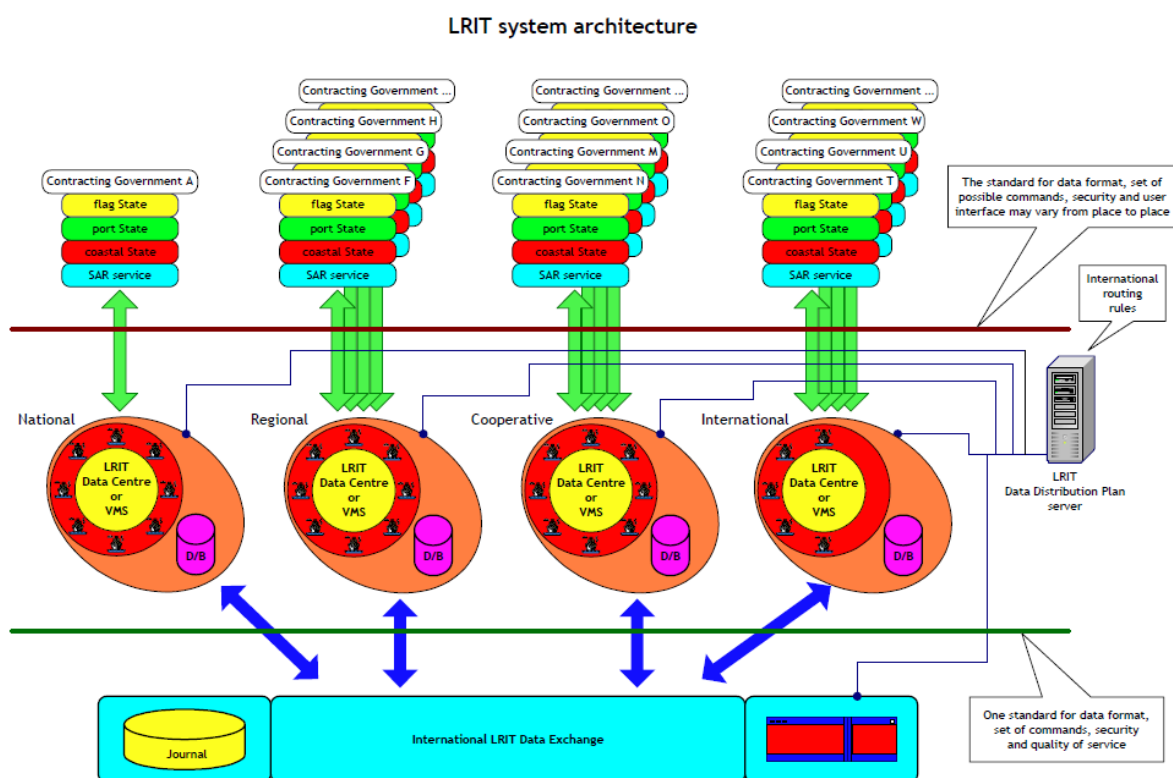 LRIT system architecture
Contracting Government A
flag State
port State
coastal State
SAR service
Contracting Government ...
Contracting Government H
Contracting Government G
Contracting Government F
flag State
port State
coastal State
SAR service
Contracting Government ...
Contracting Government O
Contracting Government M
Contracting Government N
flag State
port State
coastal State
SAR service
Contracting Government ...
Contracting Government W
Contracting Government U
Contracting Government T
flag State
port State
coastal State
SAR service
The standard for data format, set of
possible commands, security and user
interface may vary from place to place
International
routing
rules
LRIT
Data Distribution Plan
server
National
LRIT
Data Centre
or
VMS
D/B
Regional
LRIT
Data Centre
or
VMS
D/B
Cooperative
LRIT
Data Centre
or
VMS
D/B
International
LRIT
Data Centre
or
VMS
D/B
Journal
International LRIT Data Exchange
One standard for data format,
set of commands, security
and quality of service